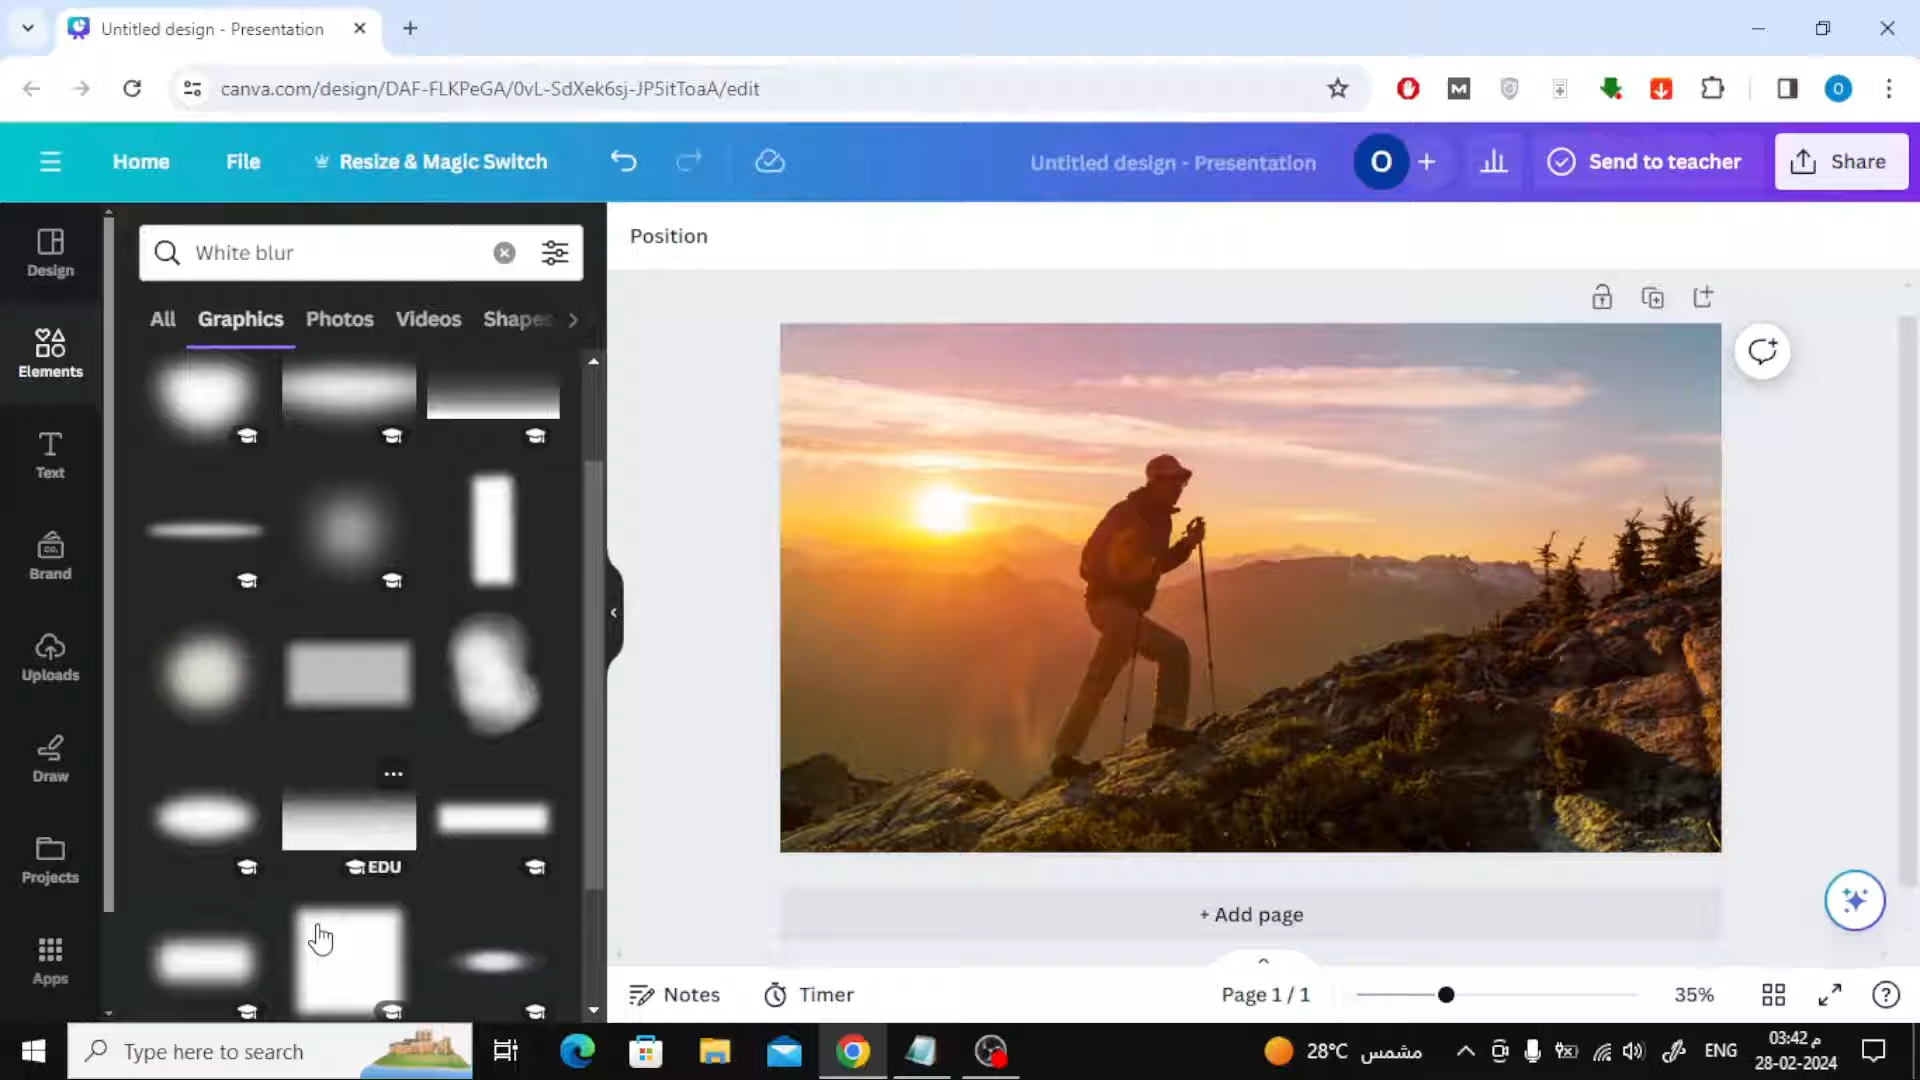 Untitled design - Presentation
canva.com/design/DAF-FLKPeGA/0vL-SdXek6sj-JP5itToaA/edit
Home
File
Resize & Magic Switch
Untitled design - Presentation
O
Send to teacher
Share
Design
Elements
Text
Brand
Uploads
Draw
Projects
Apps
White blur
All
Graphics
Photos
Videos
Shapes
EDU
Position
+ Add page
Notes
Timer
Page 1 / 1
35%
Type here to search
28°C
مشمس
ENG
03:42 م
28-02-2024